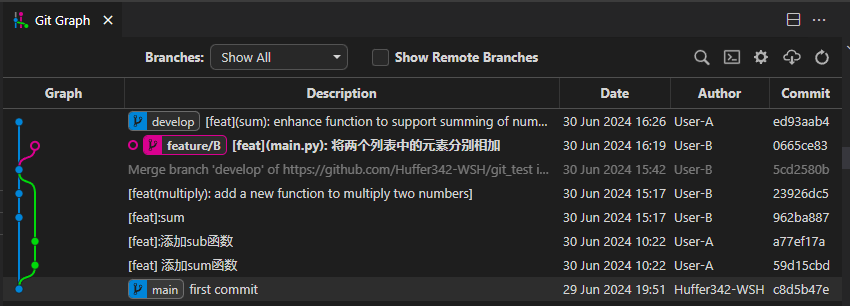 Git Graph
Branches: Show All Show Remote Branches
Graph Description Date Author Commit
develop [feat](sum): enhance function to support summing of num... 30 Jun 2024 16:26 User-A ed93aab4
feature/B [feat](main.py): 将两个列表中的元素分别相加 30 Jun 2024 16:19 User-B 0665ce83
Merge branch 'develop' of https://github.com/Huffer342-WSH/git_test i... 30 Jun 2024 15:42 User-B 5cd2580b
[feat(multiply): add a new function to multiply two numbers] 30 Jun 2024 15:17 User-B 23926dc5
[feat]:sum 30 Jun 2024 15:17 User-B 962ba887
[feat]:添加sub函数 30 Jun 2024 10:22 User-A a77ef17a
[feat] 添加sum函数 30 Jun 2024 10:22 User-A 59d15cbd
main first commit 29 Jun 2024 19:51 Huffer342-WSH c8d5b47e